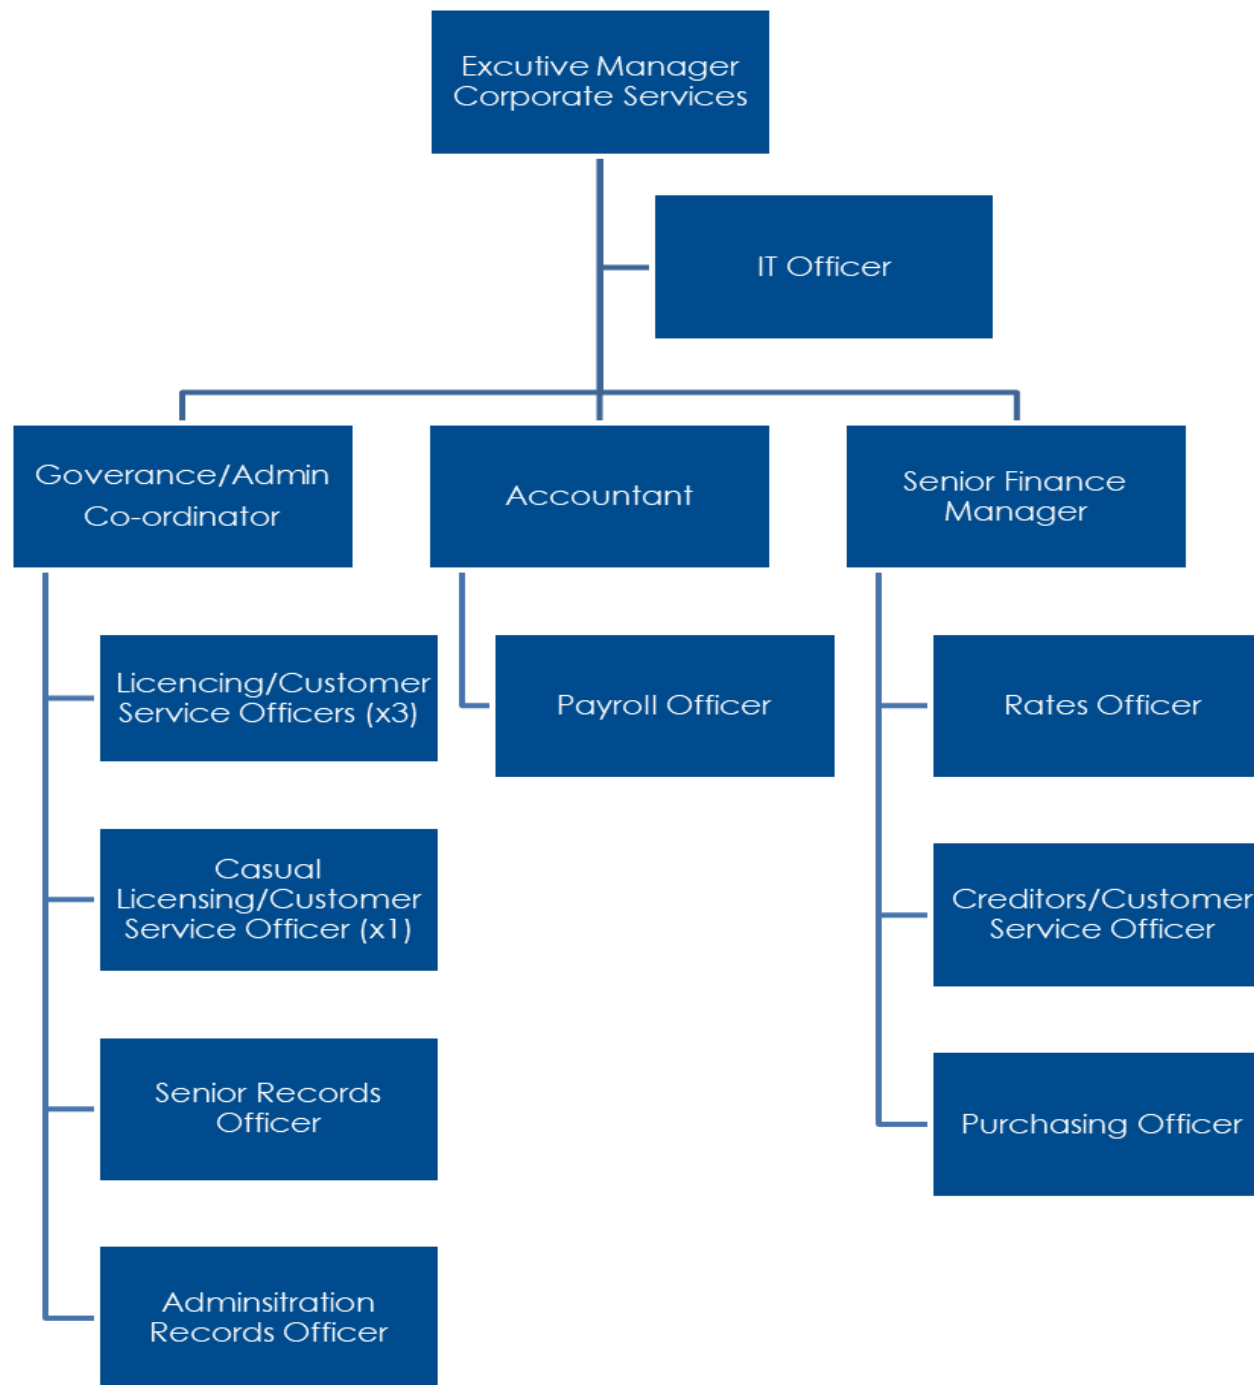 Excutive Manager
Corporate Services
IT Officer
Goverance/Admin
Co-ordinator
Accountant
Senior Finance
Manager
Licencing/Customer
Service Officers (x3)
Payroll Officer
Rates Officer
Casual
Licensing/Customer
Service Officer (x1)
Creditors/Customer
Service Officer
Senior Records
Officer
Purchasing Officer
Adminsitration
Records Officer